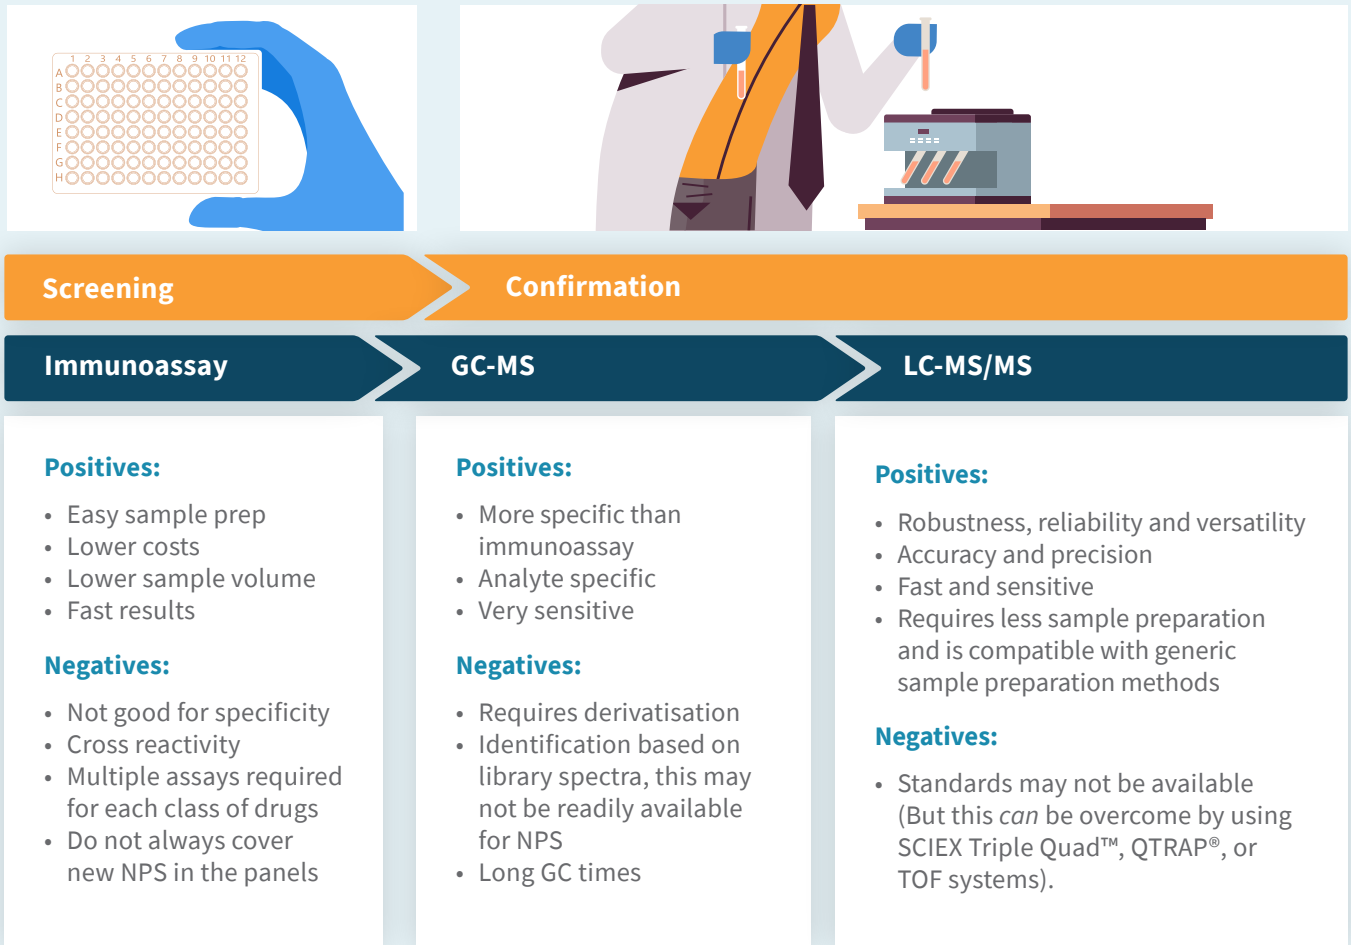 1 2 3 4 5 6 7 8 9 10 11 12
A
B
C
D
E
F
G
H
Screening
Confirmation
Immunoassay
GC-MS
LC-MS/MS
Positives:
• Easy sample prep
• Lower costs
• Lower sample volume
• Fast results
Negatives:
• Not good for specificity
• Cross reactivity
• Multiple assays required
for each class of drugs
• Do not always cover
new NPS in the panels
Positives:
• More specific than
immunoassay
• Analyte specific
• Very sensitive
Negatives:
• Requires derivatisation
• Identification based on
library spectra, this may
not be readily available
for NPS
• Long GC times
Positives:
• Robustness, reliability and versatility
• Accuracy and precision
• Fast and sensitive
• Requires less sample preparation
and is compatible with generic
sample preparation methods
Negatives:
• Standards may not be available
(But this can be overcome by using
SCIEX Triple Quad™, QTRAP®, or
TOF systems).